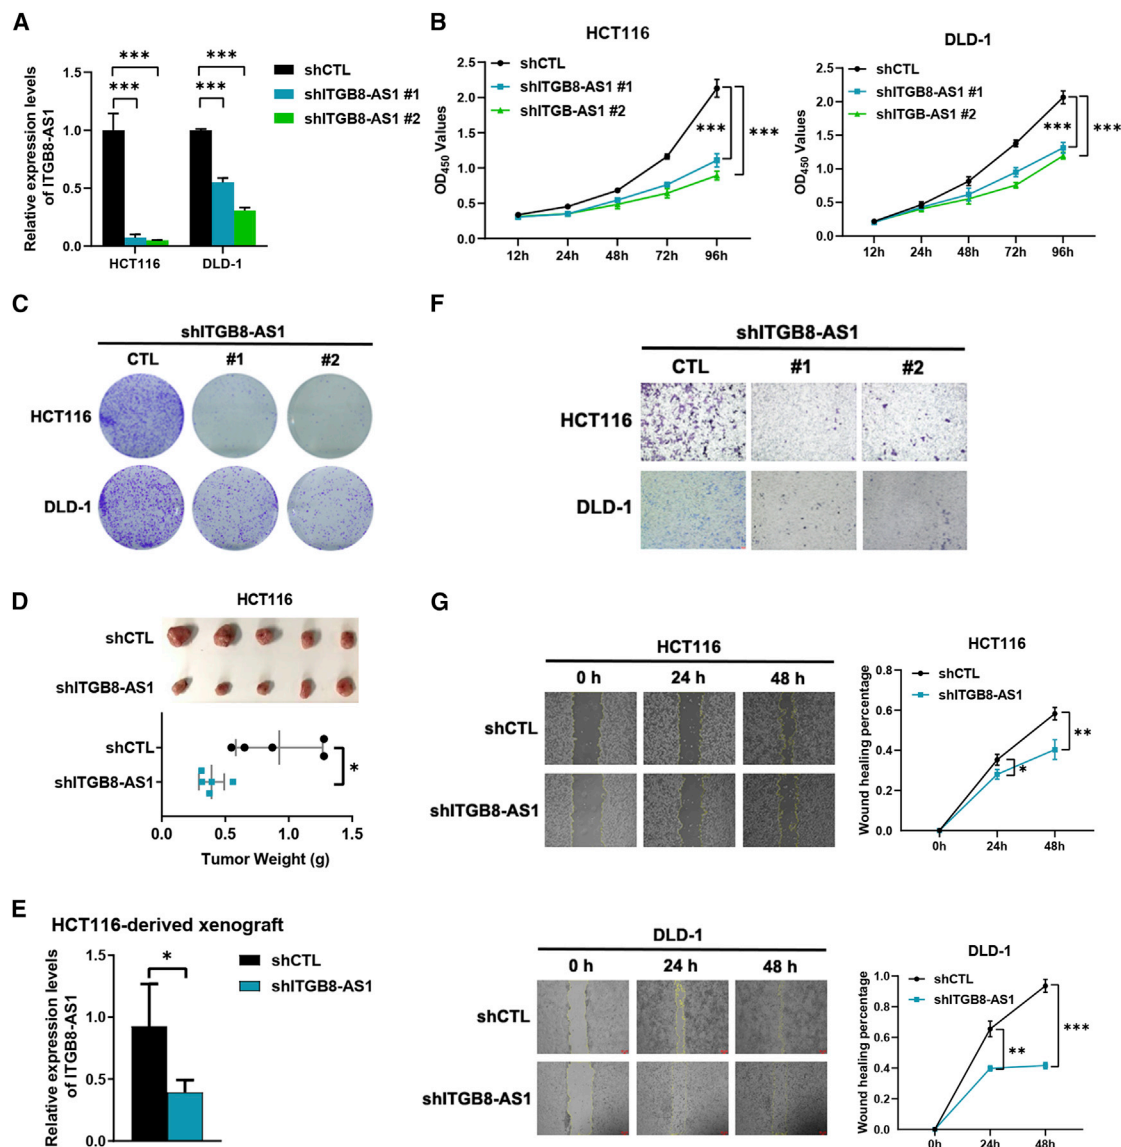 A
Relative expression levels
of ITGB8-AS1
1.5
1.0
0.5
0.0
***
***
***
***
HCT116
DLD-1
shCTL
shITGB8-AS1 #1
shITGB8-AS1 #2
B
HCT116
OD450 Values
2.5
2.0
1.5
1.0
0.5
0.0
shCTL
shITGB8-AS1 #1
shITGB-AS1 #2
***
***
12h 24h 48h 72h 96h
DLD-1
OD450 Values
2.5
2.0
1.5
1.0
0.5
0.0
shCTL
shITGB8-AS1 #1
shITGB-AS1 #2
***
***
12h 24h 48h 72h 96h
C
shITGB8-AS1
CTL #1 #2
HCT116
DLD-1
F
shITGB8-AS1
CTL #1 #2
HCT116
DLD-1
D
HCT116
shCTL
shITGB8-AS1
shCTL
shITGB8-AS1
*
0.0 0.5 1.0 1.5
Tumor Weight (g)
E
HCT116-derived xenograft
Relative expression levels
of ITGB8-AS1
1.5
1.0
0.5
0.0
*
shCTL
shITGB8-AS1
G
HCT116
0 h 24 h 48 h
shCTL
shITGB8-AS1
HCT116
Wound healing percentage
0.8
0.6
0.4
0.2
0.0
shCTL
shITGB8-AS1
**
*
0h 24h 48h
DLD-1
0 h 24 h 48 h
shCTL
shITGB8-AS1
DLD-1
Wound healing percentage
1.0
0.8
0.6
0.4
0.2
0.0
shCTL
shITGB8-AS1
***
**
0h 24h 48h